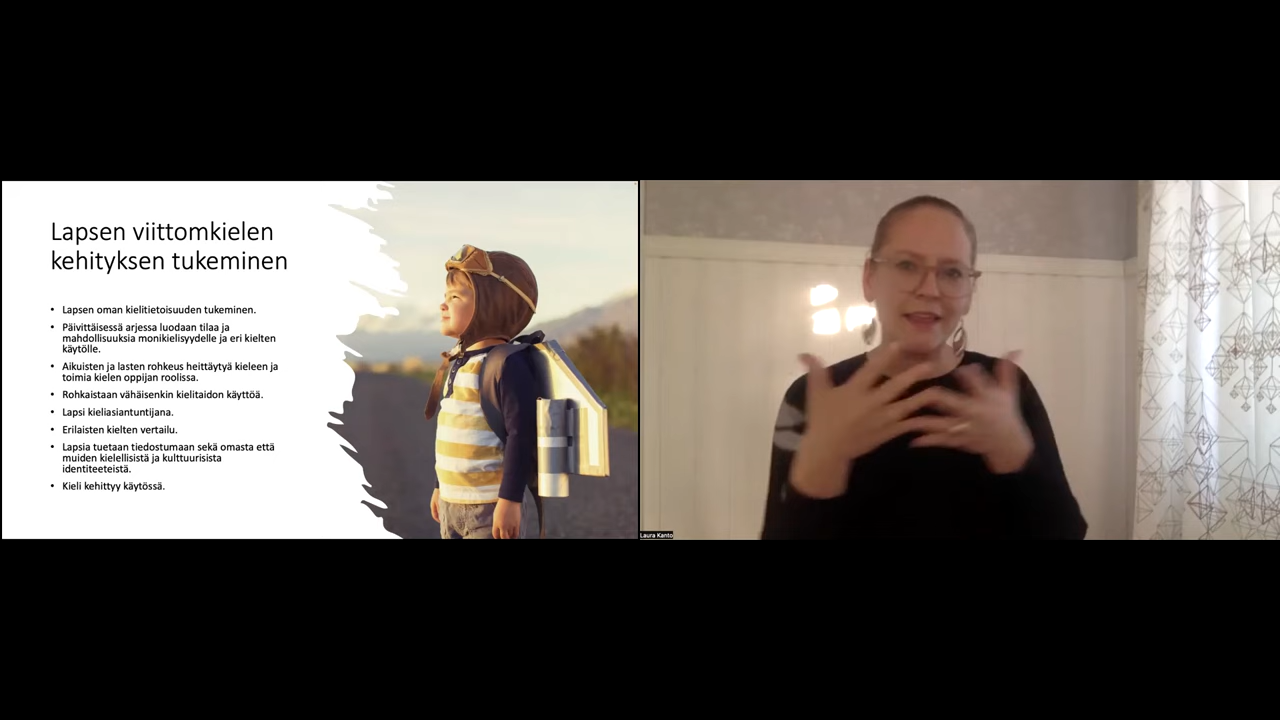 Lapsen viittomkielen
kehityksen tukeminen
• Lapsen oman kielitietoisuuden tukeminen.
• Päivittäisessä arjessa luodaan tilaa ja
mahdollisuuksia monikielisyydelle ja eri kielten
käytölle.
• Aikuisten ja lasten rohkeus heittäytyä kieleen ja
toimia kielen oppijan roolissa.
• Rohkaistaan vähäisenkin kielitaidon käyttöä.
• Lapsi kieliasiantuntijana.
• Erilaisten kielten vertailu.
• Lapsia tuetaan tiedostumaan sekä omasta että
muiden kielellisistä ja kulttuurisista
identiteeteistä.
• Kieli kehittyy käytössä.
Laura Kanto